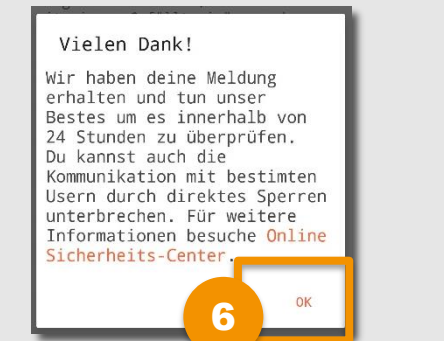 Vielen Dank!
Wir haben deine Meldung
erhalten und tun unser
Bestes um es innerhalb von
24 Stunden zu überprüfen.
Du kannst auch die
Kommunikation mit bestimten
Usern durch direktes Sperren
unterbrechen. Für weitere
Informationen besuche Online
Sicherheits-Center.
6
OK